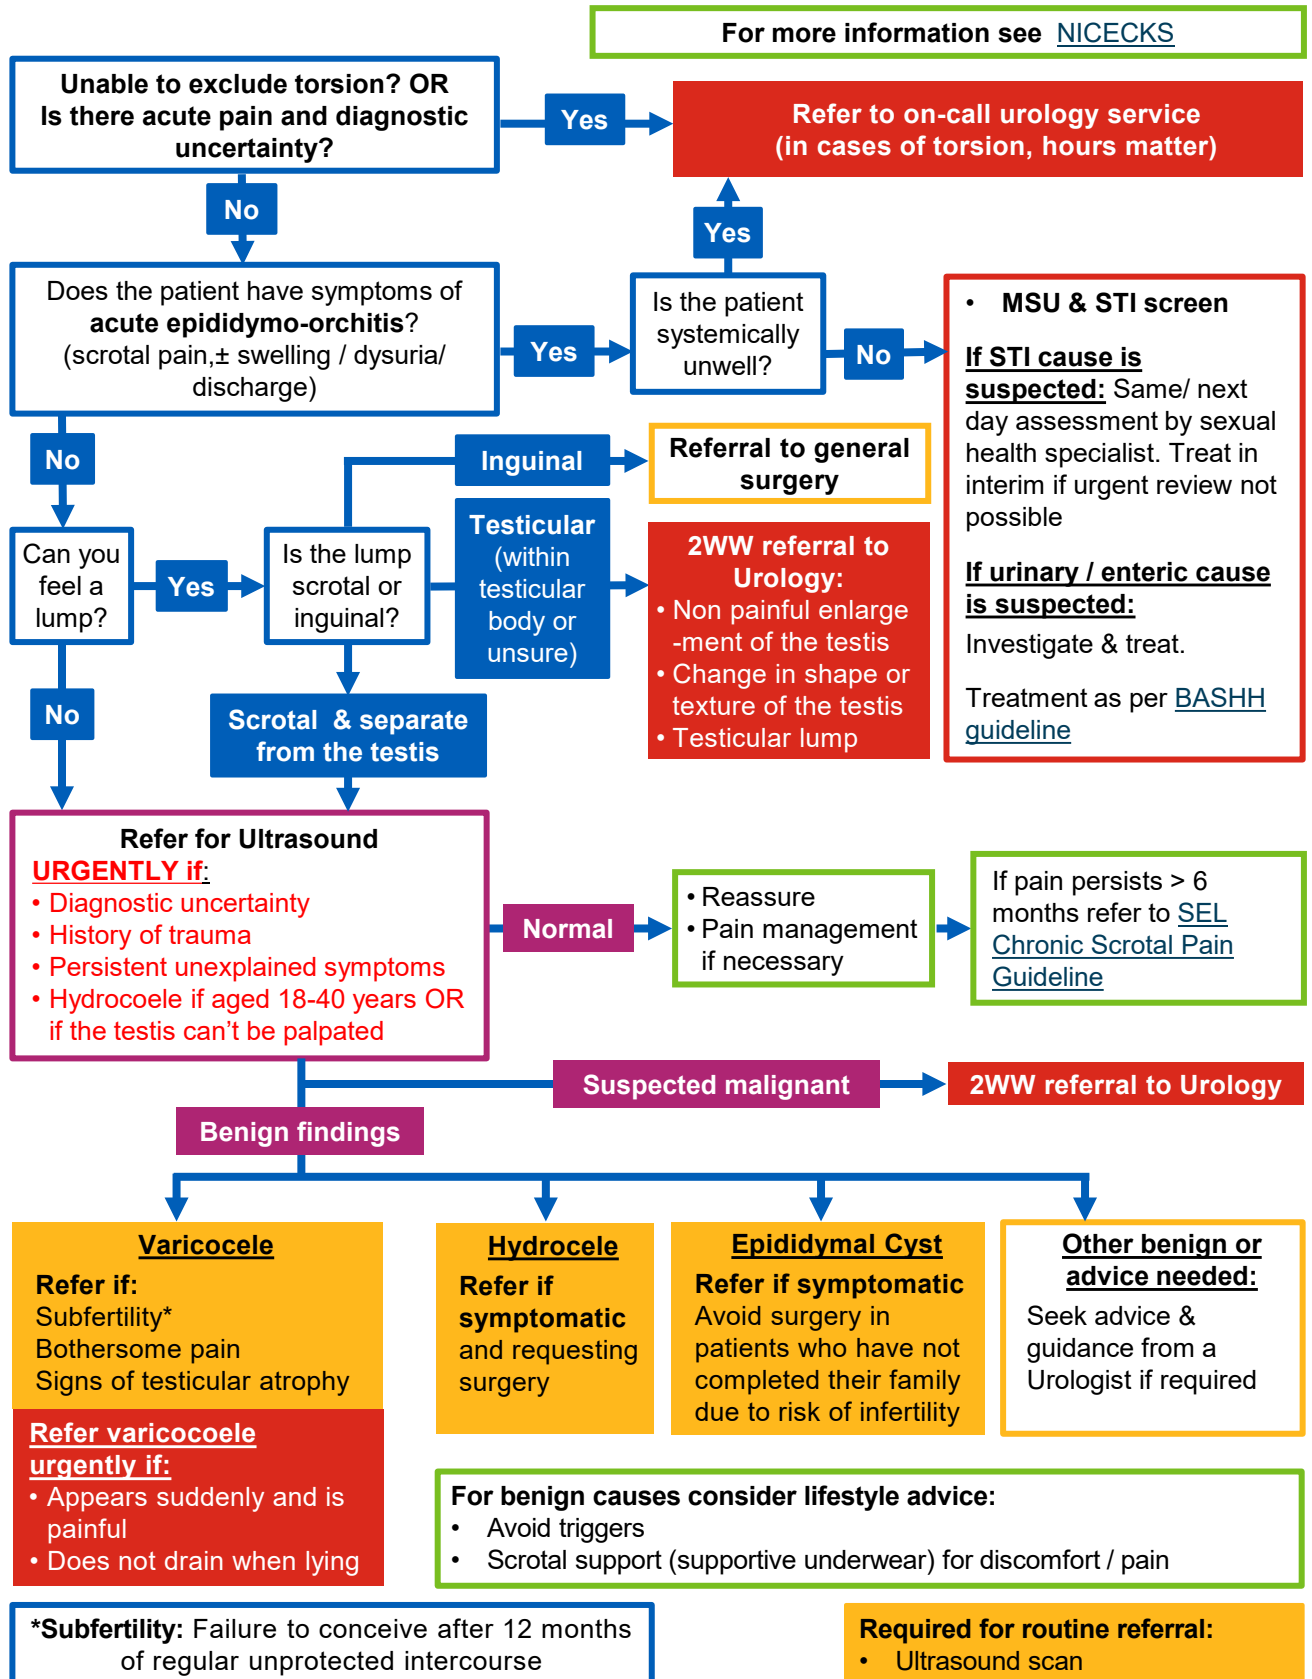 For more information see NICECKS
Unable to exclude torsion? OR
Is there acute pain and diagnostic
uncertainty?
Yes
Refer to on-call urology service
(in cases of torsion, hours matter)
No
Yes
Does the patient have symptoms of
acute epididymo-orchitis?
(scrotal pain,± swelling / dysuria/
discharge)
Yes
Is the patient
systemically
unwell?
No
• MSU & STI screen
If STI cause is
suspected: Same/ next
day assessment by sexual
health specialist. Treat in
interim if urgent review not
possible
If urinary / enteric cause
is suspected:
Investigate & treat.
Treatment as per BASHH
guideline
No
Inguinal
Referral to general
surgery
Can you
feel a
lump?
Yes
Is the lump
scrotal or
inguinal?
Testicular
(within
testicular
body or
unsure)
2WW referral to
Urology:
• Non painful enlarge
-ment of the testis
• Change in shape or
texture of the testis
• Testicular lump
No
Scrotal & separate
from the testis
Refer for Ultrasound
URGENTLY if:
• Diagnostic uncertainty
• History of trauma
• Persistent unexplained symptoms
• Hydrocoele if aged 18-40 years OR
if the testis can't be palpated
Normal
• Reassure
• Pain management
if necessary
If pain persists > 6
months refer to SEL
Chronic Scrotal Pain
Guideline
Suspected malignant
2WW referral to Urology
Benign findings
Varicocele
Refer if:
Subfertility*
Bothersome pain
Signs of testicular atrophy
Refer varicocoele
urgently if:
• Appears suddenly and is
painful
• Does not drain when lying
Hydrocele
Refer if
symptomatic
and requesting
surgery
Epididymal Cyst
Refer if symptomatic
Avoid surgery in
patients who have not
completed their family
due to risk of infertility
Other benign or
advice needed:
Seek advice &
guidance from a
Urologist if required
For benign causes consider lifestyle advice:
• Avoid triggers
• Scrotal support (supportive underwear) for discomfort / pain
*Subfertility: Failure to conceive after 12 months
of regular unprotected intercourse
Required for routine referral:
• Ultrasound scan